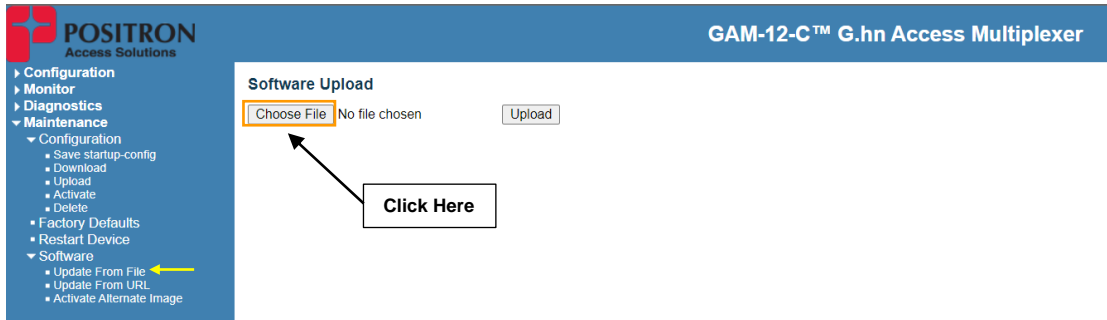 POSITRON
Access Solutions
GAM-12-C™ G.hn Access Multiplexer
Configuration
Monitor
Diagnostics
Maintenance
Configuration
Save startup-config
Download
Upload
Activate
Delete
Factory Defaults
Restart Device
Software
Update From File
Update From URL
Activate Alternate Image
Software Upload
Choose File No file chosen Upload
Click Here